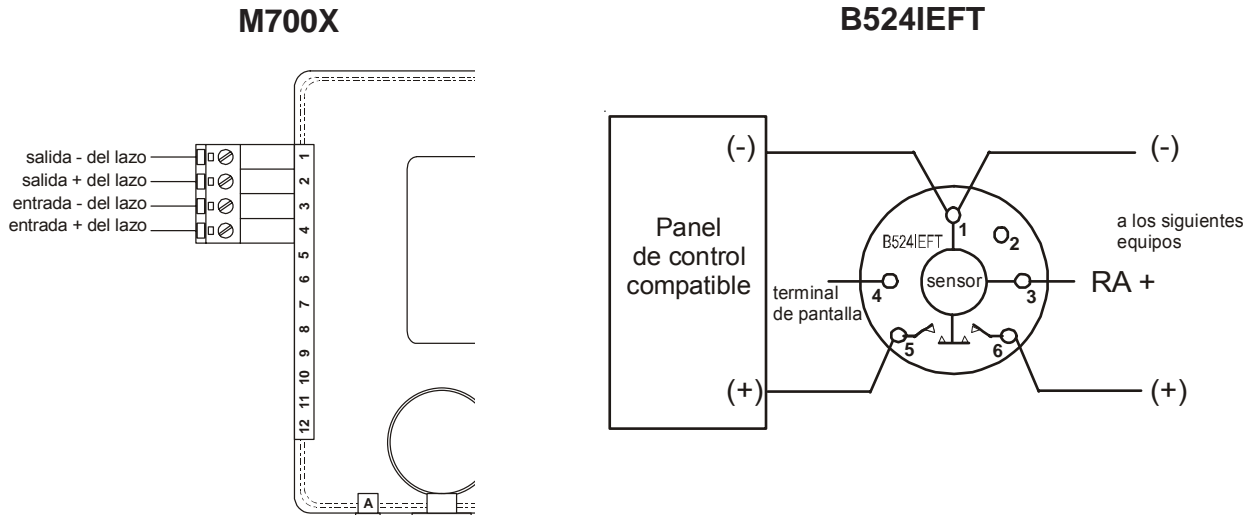 M700X
salida - del lazo
salida + del lazo
entrada - del lazo
entrada + del lazo
1
2
3
4
5
6
7
8
9
10
11
12
A
B524IEFT
Panel
de control
compatible
(-)
(+)
terminal
de pantalla
B524IEFT
sensor
1
2
3
4
5
6
(-)
a los siguientes
equipos
RA +
(+)